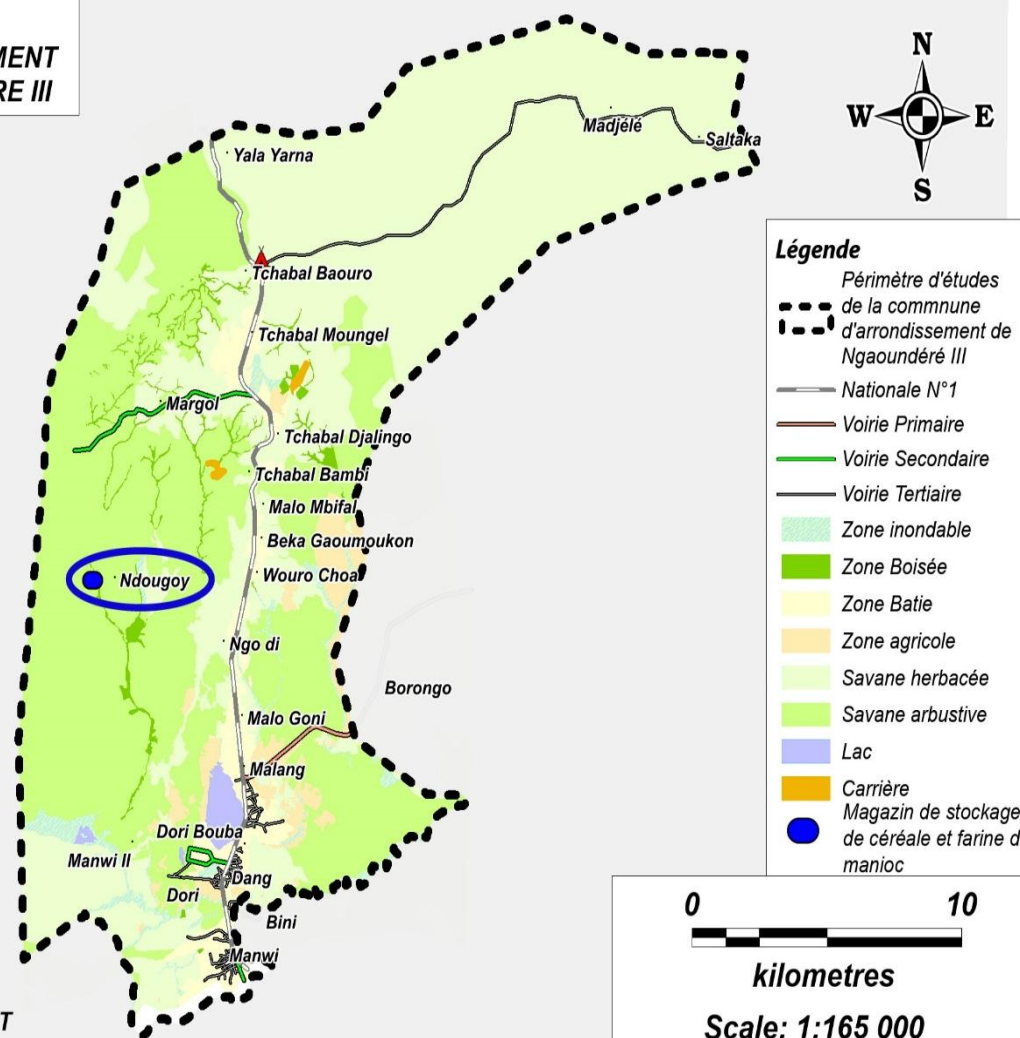 MENT
RE III
N
W E
S
Madjélé
Saltaka
Yala Yarna
Tchabal Baouro
Tchabal Moungel
Margol
Tchabal Djalingo
Tchabal Bambi
Malo Mbifal
Beka Gaoumoukon
Ndougoy
Wouro Choa
Ngo di
Borongo
Malo Goni
Malang
Dori Bouba
Manwi II
Dang
Dori
Bini
Manwi
T
Légende
Périmètre d'études
de la commnune
d'arrondissement de
Ngaoundéré III
Nationale N°1
Voirie Primaire
Voirie Secondaire
Voirie Tertiaire
Zone inondable
Zone Boisée
Zone Batie
Zone agricole
Savane herbacée
Savane arbustive
Lac
Carrière
Magazin de stockage
de céréale et farine d
manioc
0 10
kilometres
Scale: 1:165 000